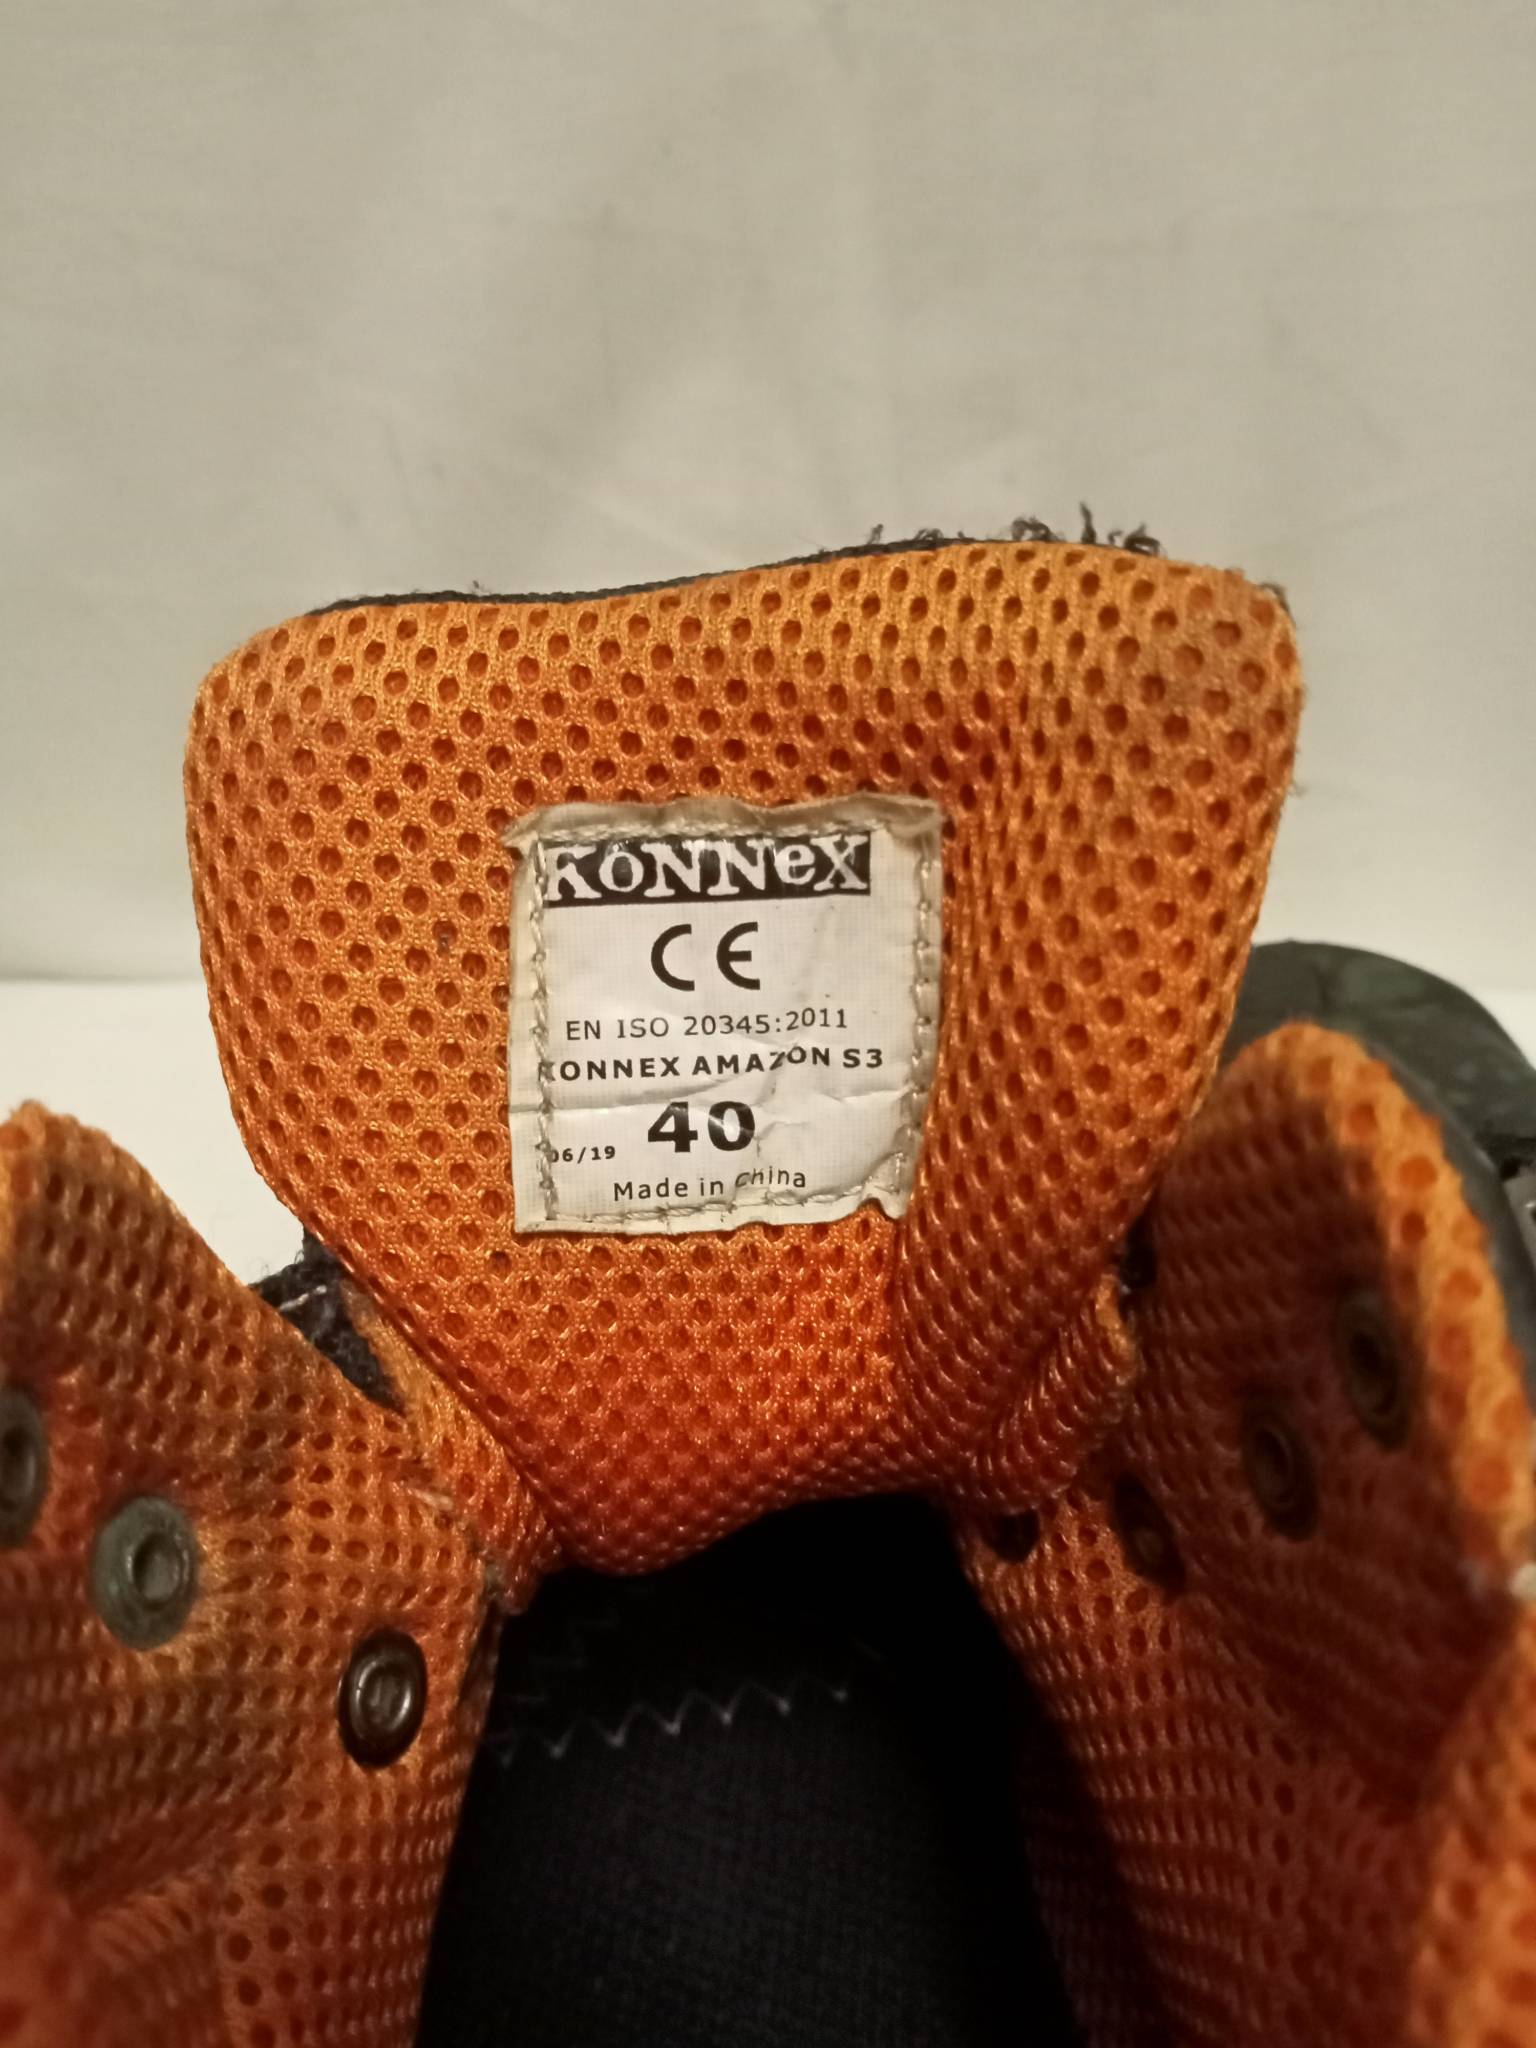 KONNeX
CE
EN ISO 20345:2011
KONNEX AMAZON S3
40
06/19
Made in China